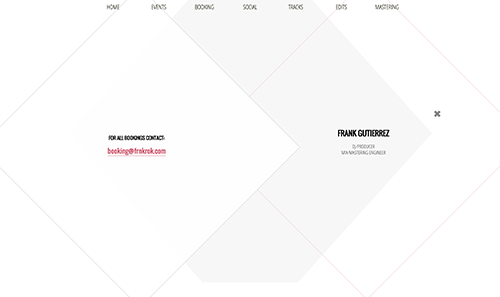 HOME EVENTS BOOKING SOCIAL TRACKS EDITS MASTERING
FOR ALL BOOKINGS CONTACT:
booking@frnkrok.com
FRANK GUTIERREZ
DJ/PRODUCER
MIX/MASTERING ENGINEER